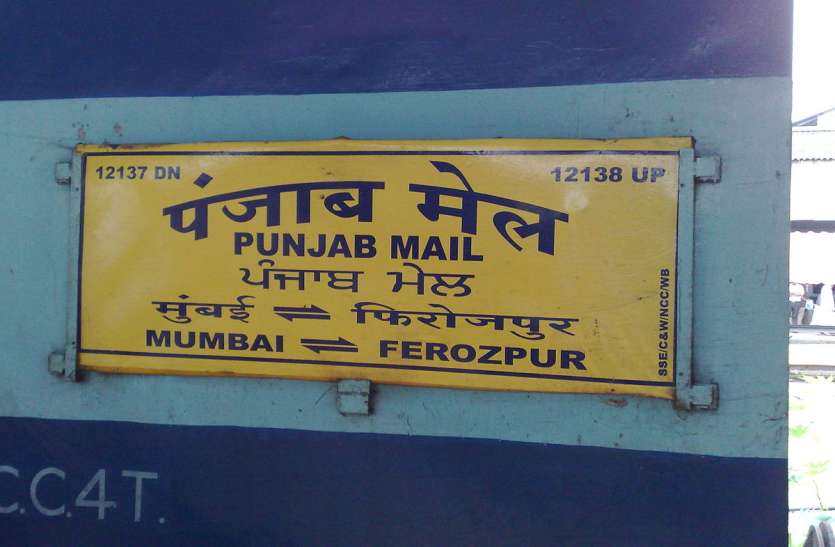 12137 DN 12138 UP
पंजाब मेल
PUNJAB MAIL
ਪੰਜਾਬ ਮੇਲ
मुंबई ⇌ फिरोजपुर
MUMBAI ⇌ FEROZPUR
SSE/C&W/NCC/WB
C.C.4T.